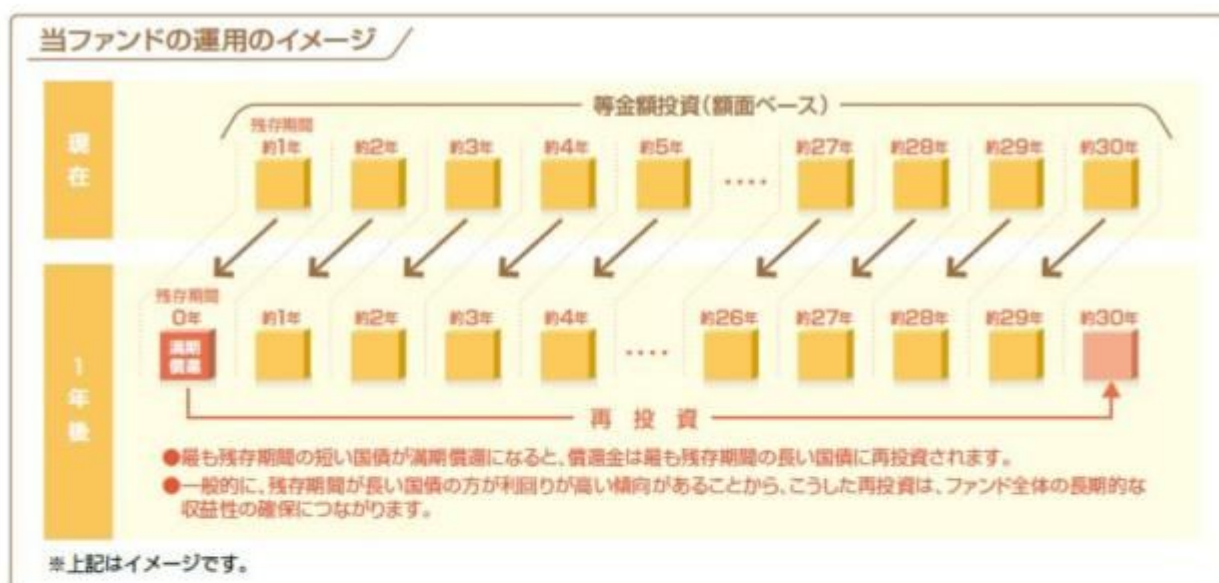 当ファンドの運用のイメージ
等金額投資(額面ベース)
現在
残存期間
約1年 約2年 約3年 約4年 約5年 ・・・・ 約27年 約28年 約29年 約30年
1年後
残存期間
0年 約1年 約2年 約3年 約4年 ・・・・ 約26年 約27年 約28年 約29年 約30年
満期
償還
再投資
●最も残存期間の短い国債が満期償還になると、償還金は最も残存期間の長い国債に再投資されます。
●一般的に、残存期間が長い国債の方が利回りが高い傾向があることから、こうした再投資は、ファンド全体の長期的な
収益性の確保につながります。
※上記はイメージです。